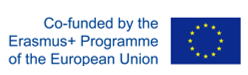 Co-funded by the
Erasmus+ Programme
of the European Union